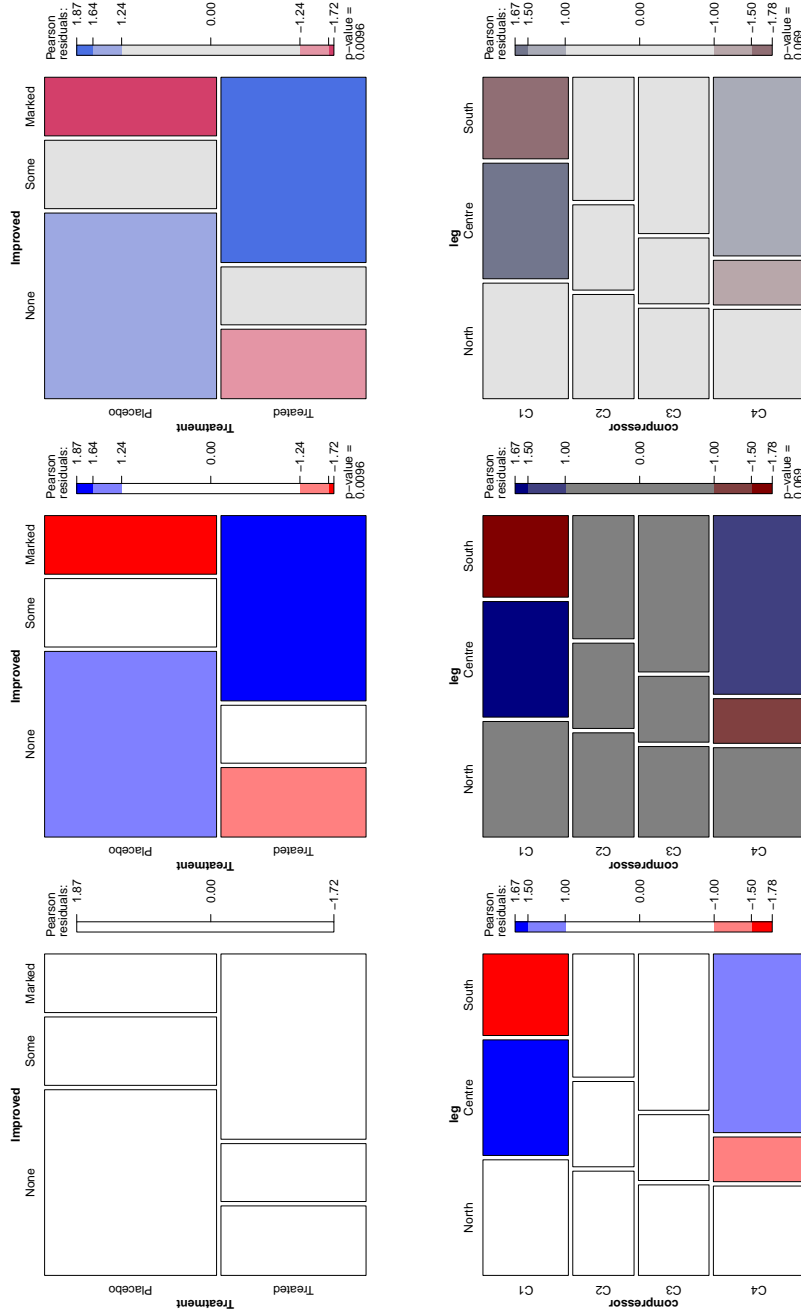 Improved
None
Some
Marked
Treatment
Placebo
Treated
Pearson
residuals:
1.87
1.64
1.24
0.00
−1.24
−1.72
p-value =
0.0096
leg
North
Centre
South
compressor
C1
C2
C3
C4
Pearson
residuals:
1.67
1.50
1.00
0.00
−1.00
−1.50
−1.78
p-value =
0.069
Improved
None
Some
Marked
Treatment
Placebo
Treated
Pearson
residuals:
1.87
1.64
1.24
0.00
−1.24
−1.72
p-value =
0.0096
leg
North
Centre
South
compressor
C1
C2
C3
C4
Pearson
residuals:
1.67
1.50
1.00
0.00
−1.00
−1.50
−1.78
p-value =
0.069
Improved
None
Some
Marked
Treatment
Placebo
Treated
Pearson
residuals:
1.87
0.00
−1.72
leg
North
Centre
South
compressor
C1
C2
C3
C4
Pearson
residuals:
1.67
1.50
1.00
0.00
−1.00
−1.50
−1.78